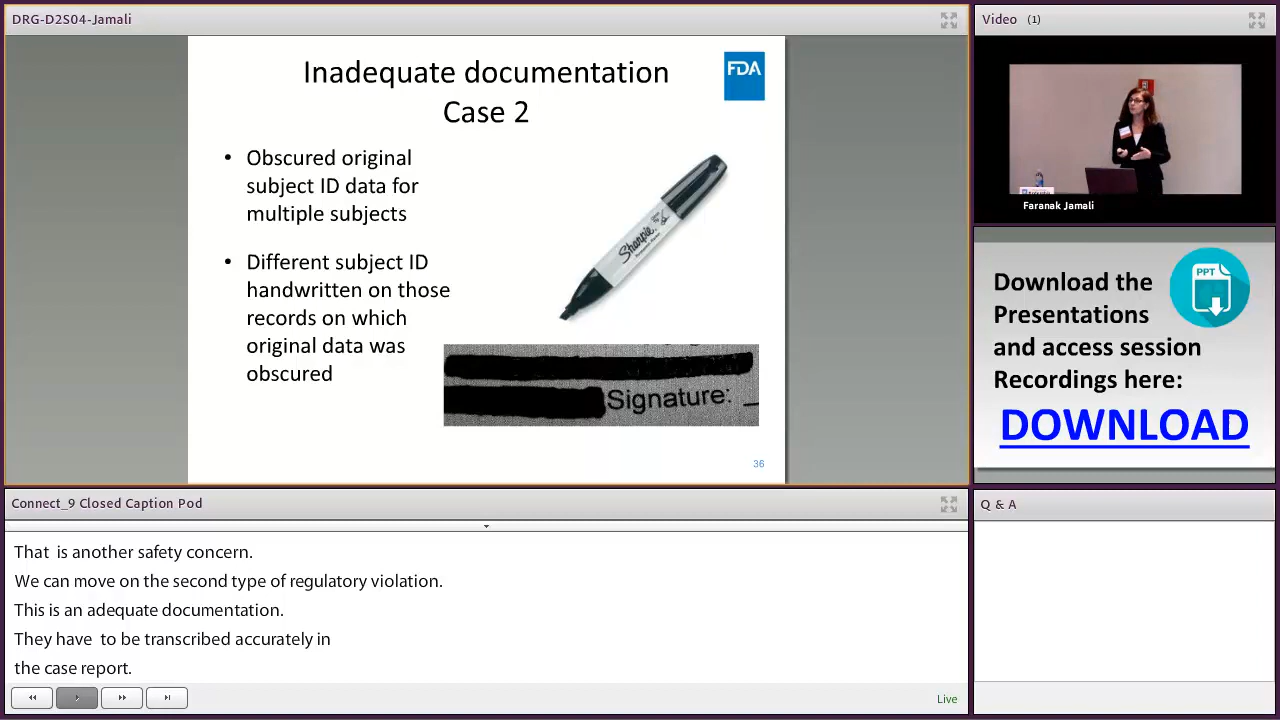 DRG-D2S04-Jamali
Inadequate documentation
Case 2
FDA
• Obscured original
subject ID data for
multiple subjects
• Different subject ID
handwritten on those
records on which
original data was
obscured
Sharpie
Signature:
36
Video (1)
Faranak Jamali
Download the
Presentations
and access session
Recordings here:
PPT
DOWNLOAD
Connect_9 Closed Caption Pod
That is another safety concern.
We can move on the second type of regulatory violation.
This is an adequate documentation.
They have to be transcribed accurately in
the case report.
Live
Q & A